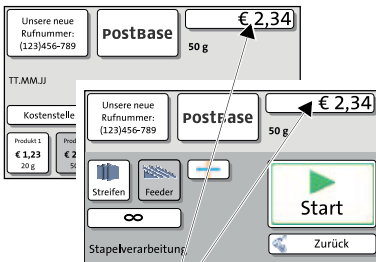 Unsere neue
Rufnummer:
(123)456-789
PostBase
€ 2,34
50 g
TT.MM.JJ
Kostenstelle
Produkt 1
€ 1,23
20 g
Unsere neue
Rufnummer:
(123)456-789
PostBase
€ 2,34
50 g
Streifen
Feeder
∞
Start
Stapelverarbeitung
Zurück